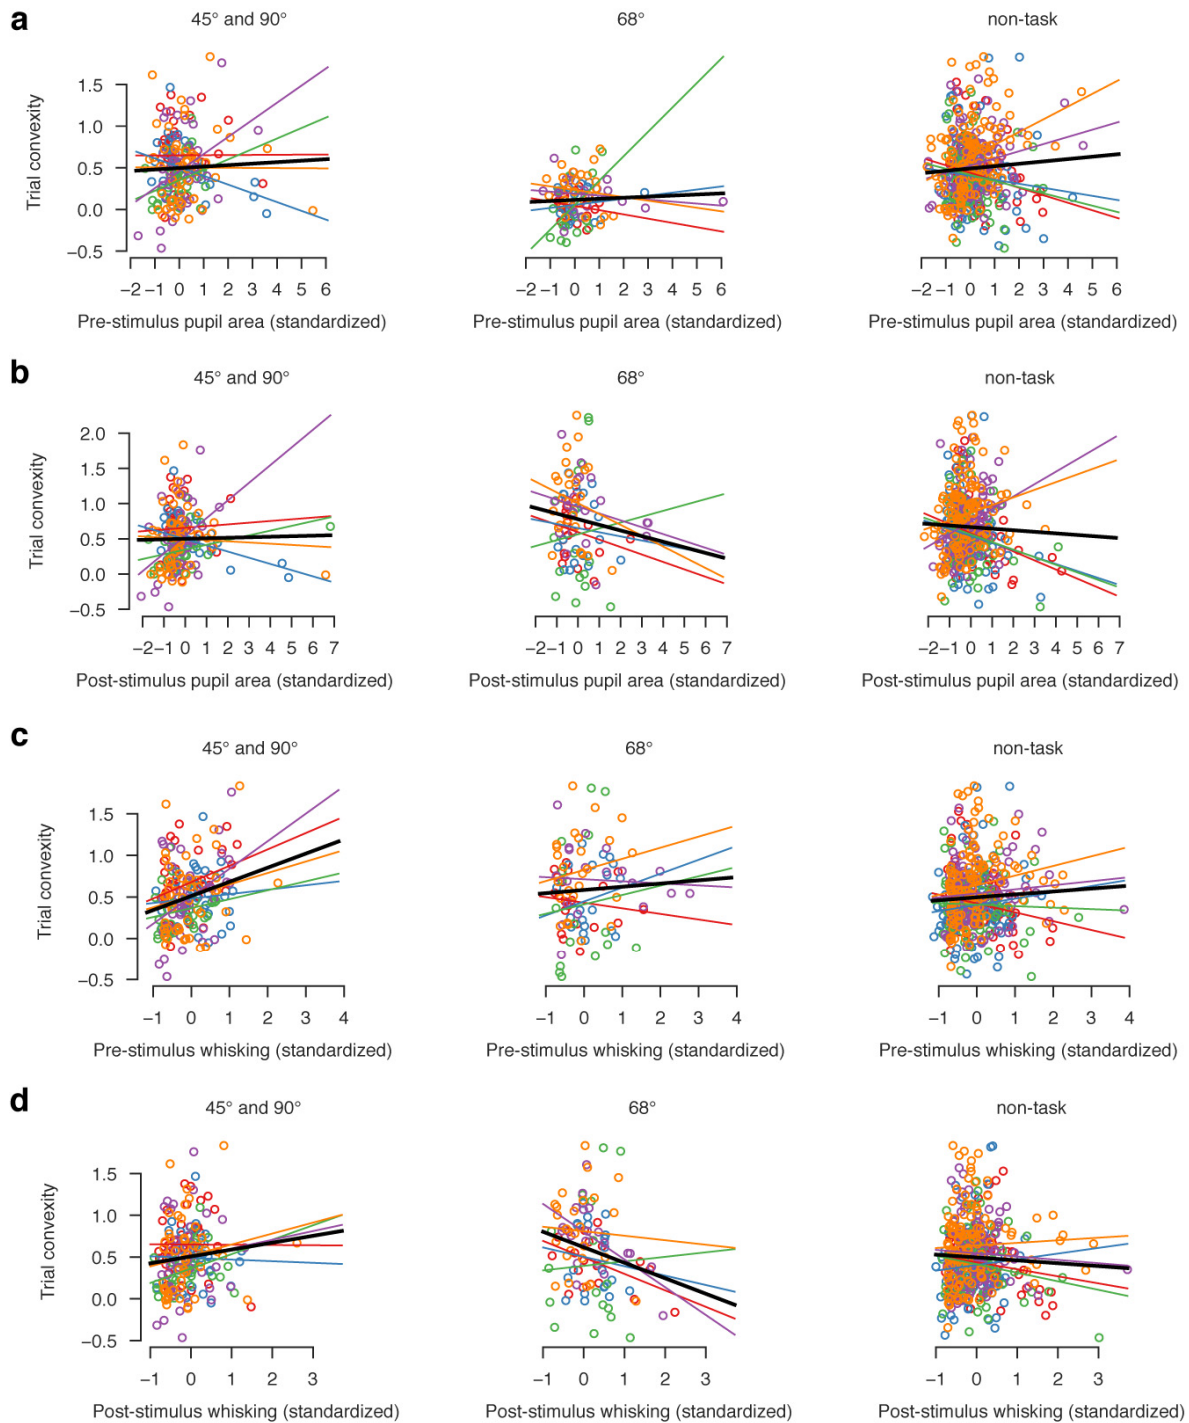 a
45° and 90°
68°
non-task
Trial convexity
1.5
1.0
0.5
0.0
−0.5
−2 −1 0 1 2 3 4 5 6
−2 −1 0 1 2 3 4 5 6
−2 −1 0 1 2 3 4 5 6
Pre-stimulus pupil area (standardized)
Pre-stimulus pupil area (standardized)
Pre-stimulus pupil area (standardized)
b
45° and 90°
68°
non-task
Trial convexity
2.0
1.5
1.0
0.5
0.0
−0.5
−2 −1 0 1 2 3 4 5 6 7
−2 −1 0 1 2 3 4 5 6 7
−2 −1 0 1 2 3 4 5 6 7
Post-stimulus pupil area (standardized)
Post-stimulus pupil area (standardized)
Post-stimulus pupil area (standardized)
c
45° and 90°
68°
non-task
Trial convexity
1.5
1.0
0.5
0.0
−0.5
−1 0 1 2 3 4
−1 0 1 2 3 4
−1 0 1 2 3 4
Pre-stimulus whisking (standardized)
Pre-stimulus whisking (standardized)
Pre-stimulus whisking (standardized)
d
45° and 90°
68°
non-task
Trial convexity
1.5
1.0
0.5
0.0
−0.5
−1 0 1 2 3
−1 0 1 2 3
−1 0 1 2 3
Post-stimulus whisking (standardized)
Post-stimulus whisking (standardized)
Post-stimulus whisking (standardized)